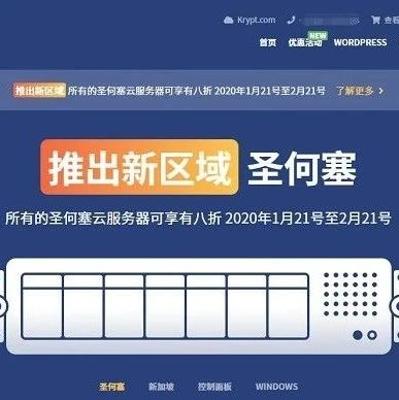 Krypt.com
查看
首页 优惠活动 NEW WORDPRESS
推出新区域 所有的圣何塞云服务器可享有八折 2020年1月21号至2月21号 了解更多 >
推出新区域 圣何塞
所有的圣何塞云服务器可享有八折 2020年1月21号至2月21号
圣何塞 新加坡 控制面板 WINDOWS